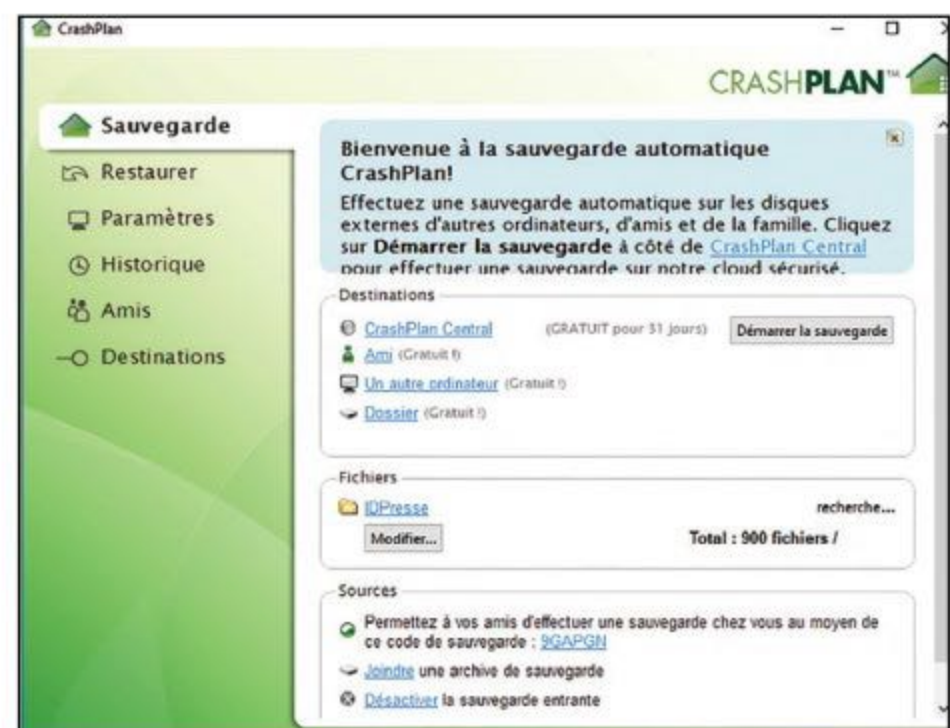 CrashPlan
CRASHPLAN™
Sauvegarde
Restaurer
Paramètres
Historique
Amis
Destinations
Bienvenue à la sauvegarde automatique
CrashPlan!
Effectuez une sauvegarde automatique sur les disques
externes d'autres ordinateurs, d'amis et de la famille. Cliquez
sur Démarrer la sauvegarde à côté de CrashPlan Central
pour effectuer une sauvegarde sur notre cloud sécurisé.
Destinations
CrashPlan Central (GRATUIT pour 31 jours) Démarrer la sauvegarde
Ami (Gratuit !)
Un autre ordinateur (Gratuit !)
Dossier (Gratuit !)
Fichiers
IDPresse recherche...
Modifier... Total : 900 fichiers /
Sources
Permettez à vos amis d'effectuer une sauvegarde chez vous au moyen de
ce code de sauvegarde : 9GAPGN
Joindre une archive de sauvegarde
Désactiver la sauvegarde entrante